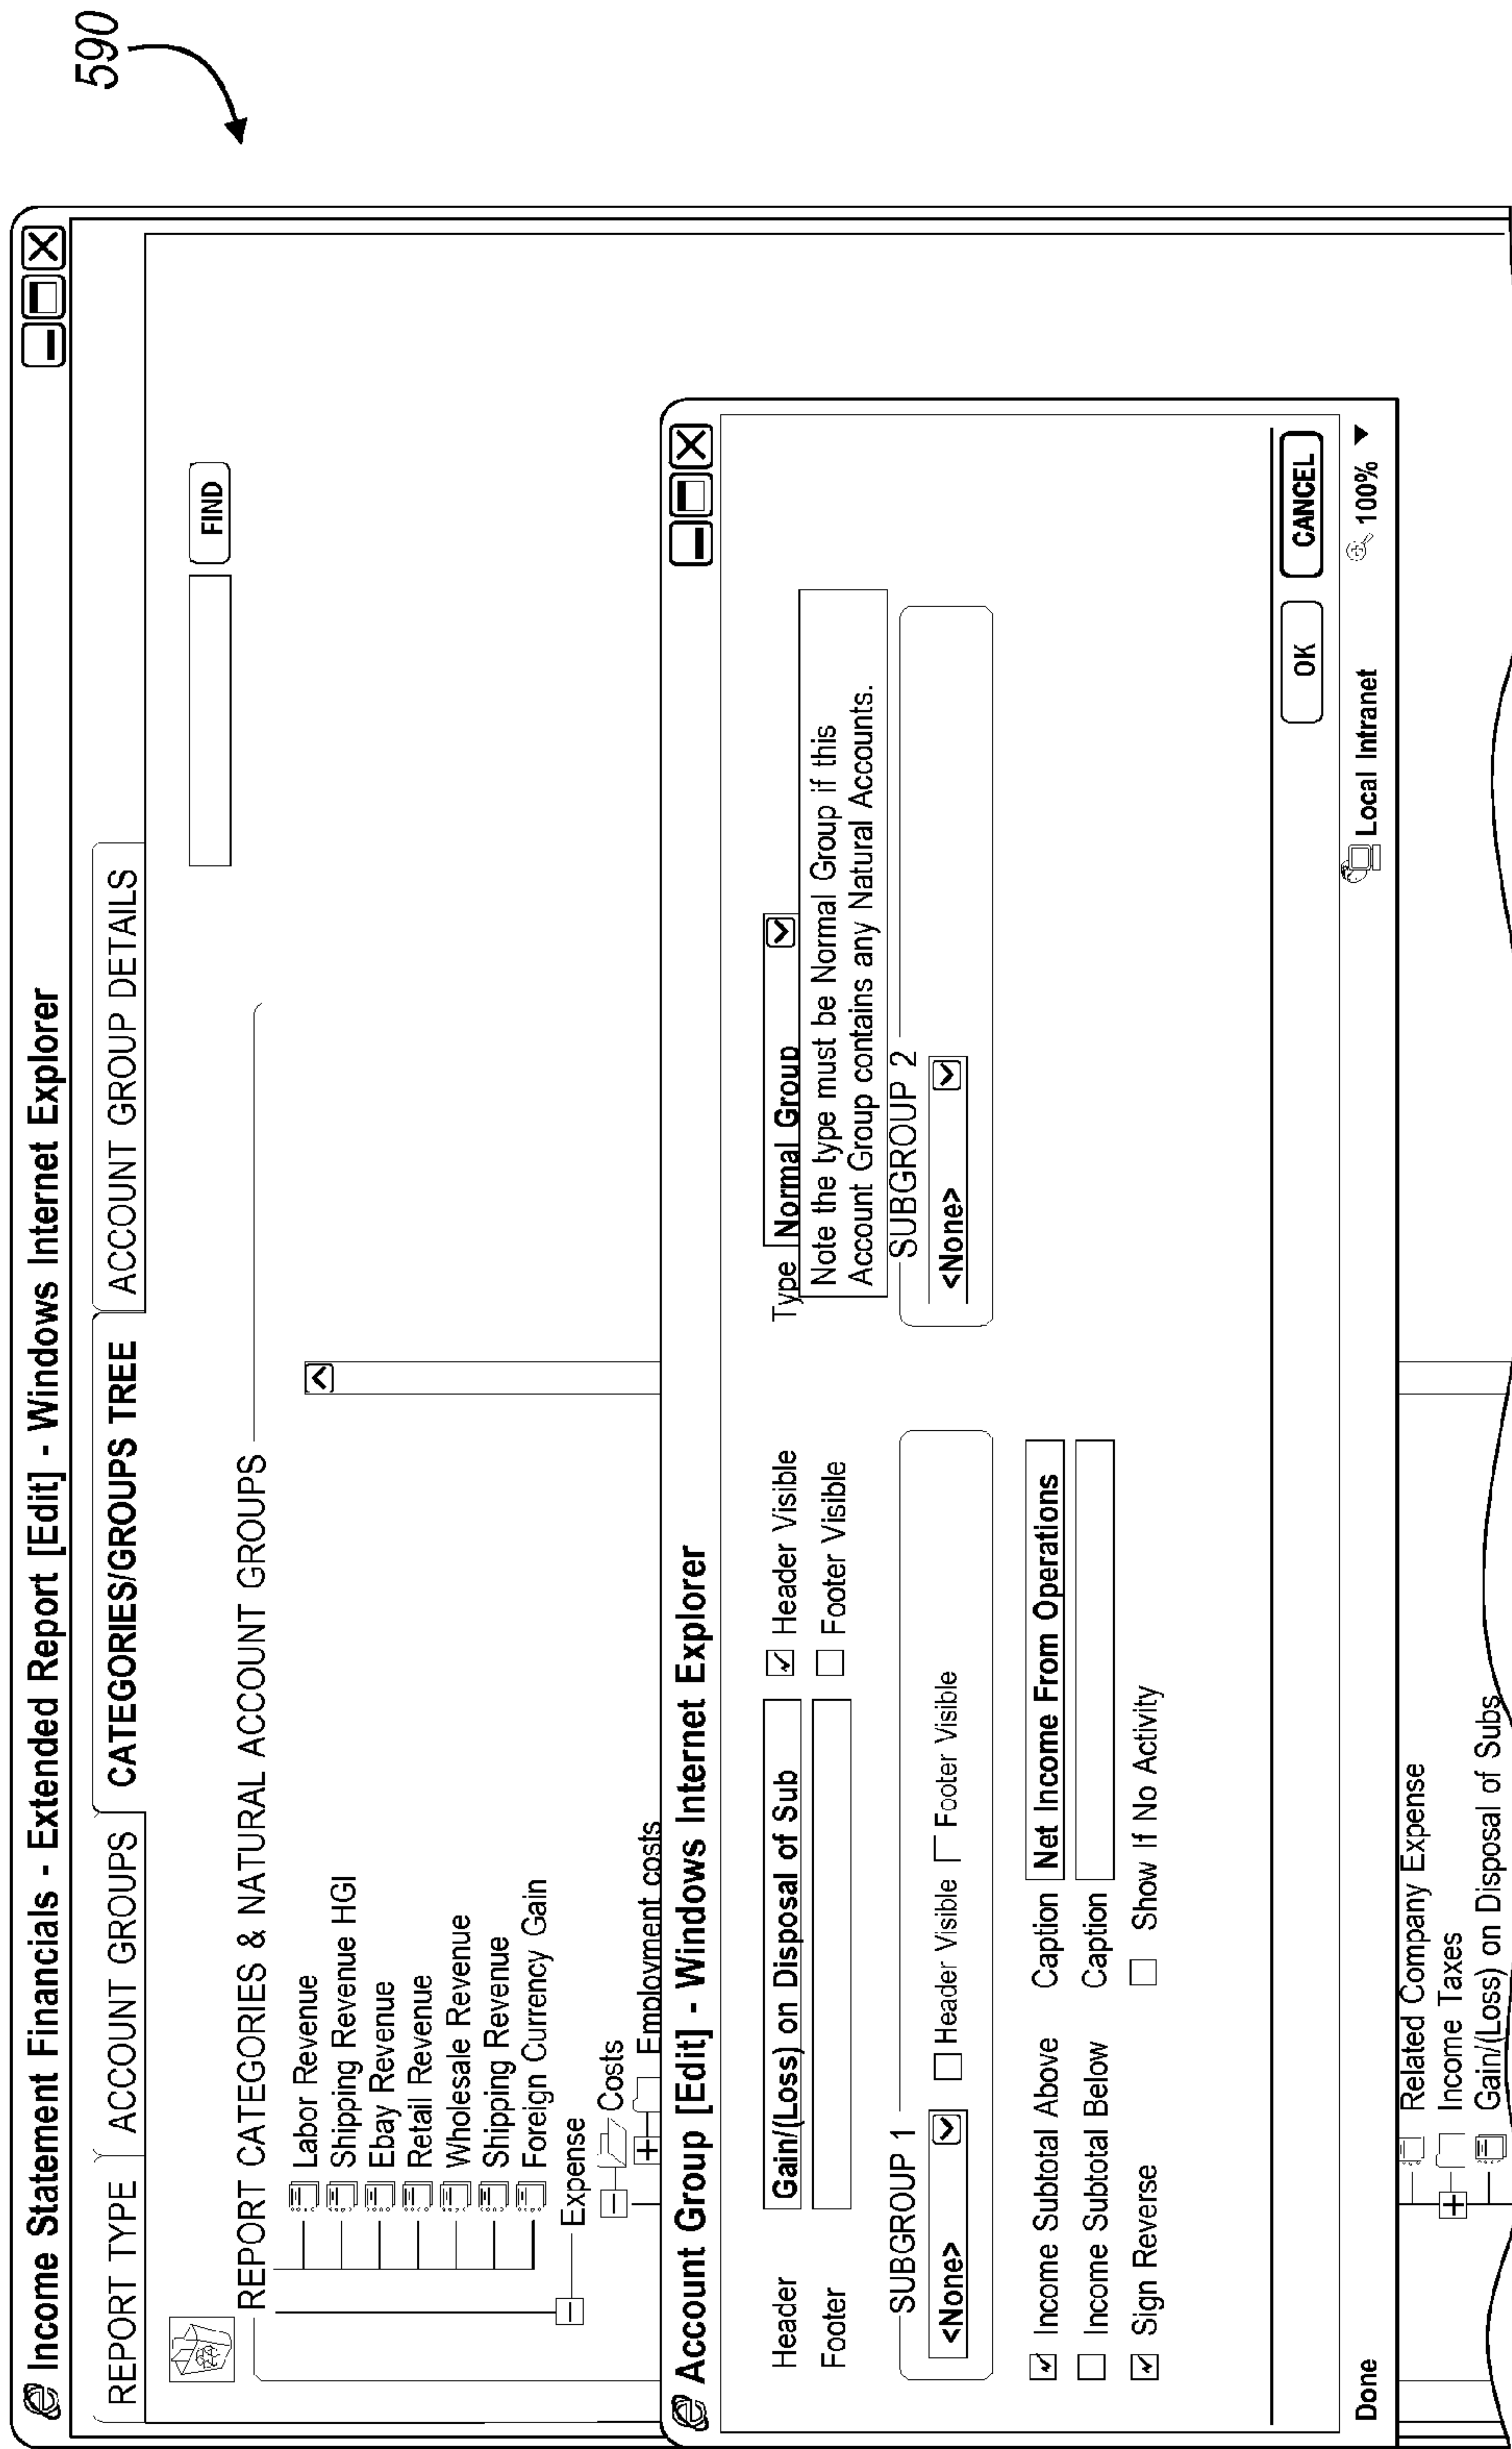 590
Income Statement Financials - Extended Report [Edit] - Windows Internet Explorer
REPORT TYPE ACCOUNT GROUPS CATEGORIES/GROUPS TREE ACCOUNT GROUP DETAILS
FIND
REPORT CATEGORIES & NATURAL ACCOUNT GROUPS
Labor Revenue
Shipping Revenue HGI
Ebay Revenue
Retail Revenue
Wholesale Revenue
Shipping Revenue
Foreign Currency Gain
Expense
Costs
Employment costs
Account Group [Edit] - Windows Internet Explorer
Header Gain/(Loss) on Disposal of Sub Header Visible Type Normal Group
Footer Footer Visible
Note the type must be Normal Group if this
Account Group contains any Natural Accounts.
SUBGROUP 1 SUBGROUP 2
<None> Header Visible Footer Visible <None>
Income Subtotal Above Caption Net Income From Operations
Income Subtotal Below Caption
Sign Reverse Show If No Activity
OK CANCEL
Done Local Intranet 100%
Related Company Expense
Income Taxes
Gain/(Loss) on Disposal of Subs